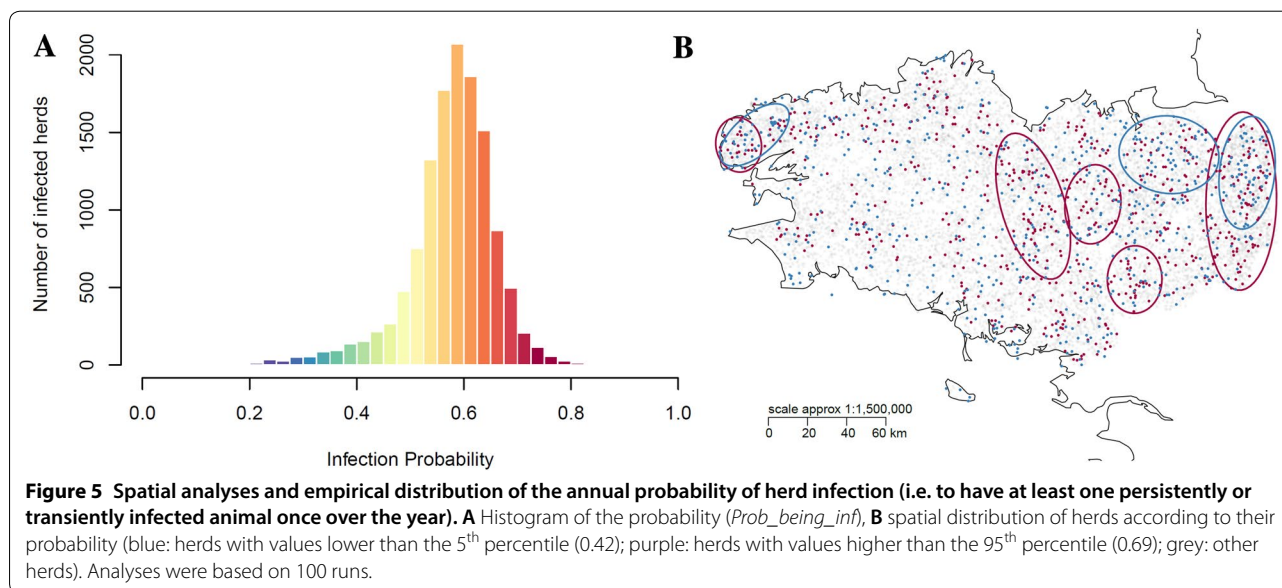 A
B
2000
1500
1000
500
0
Number of infected herds
0.0 0.2 0.4 0.6 0.8 1.0
Infection Probability
scale approx 1:1,500,000
0 20 40 60 km
Figure 5 Spatial analyses and empirical distribution of the annual probability of herd infection (i.e. to have at least one persistently or
transiently infected animal once over the year). A Histogram of the probability (Prob_being_inf), B spatial distribution of herds according to their
probability (blue: herds with values lower than the 5th percentile (0.42); purple: herds with values higher than the 95th percentile (0.69); grey: other
herds). Analyses were based on 100 runs.